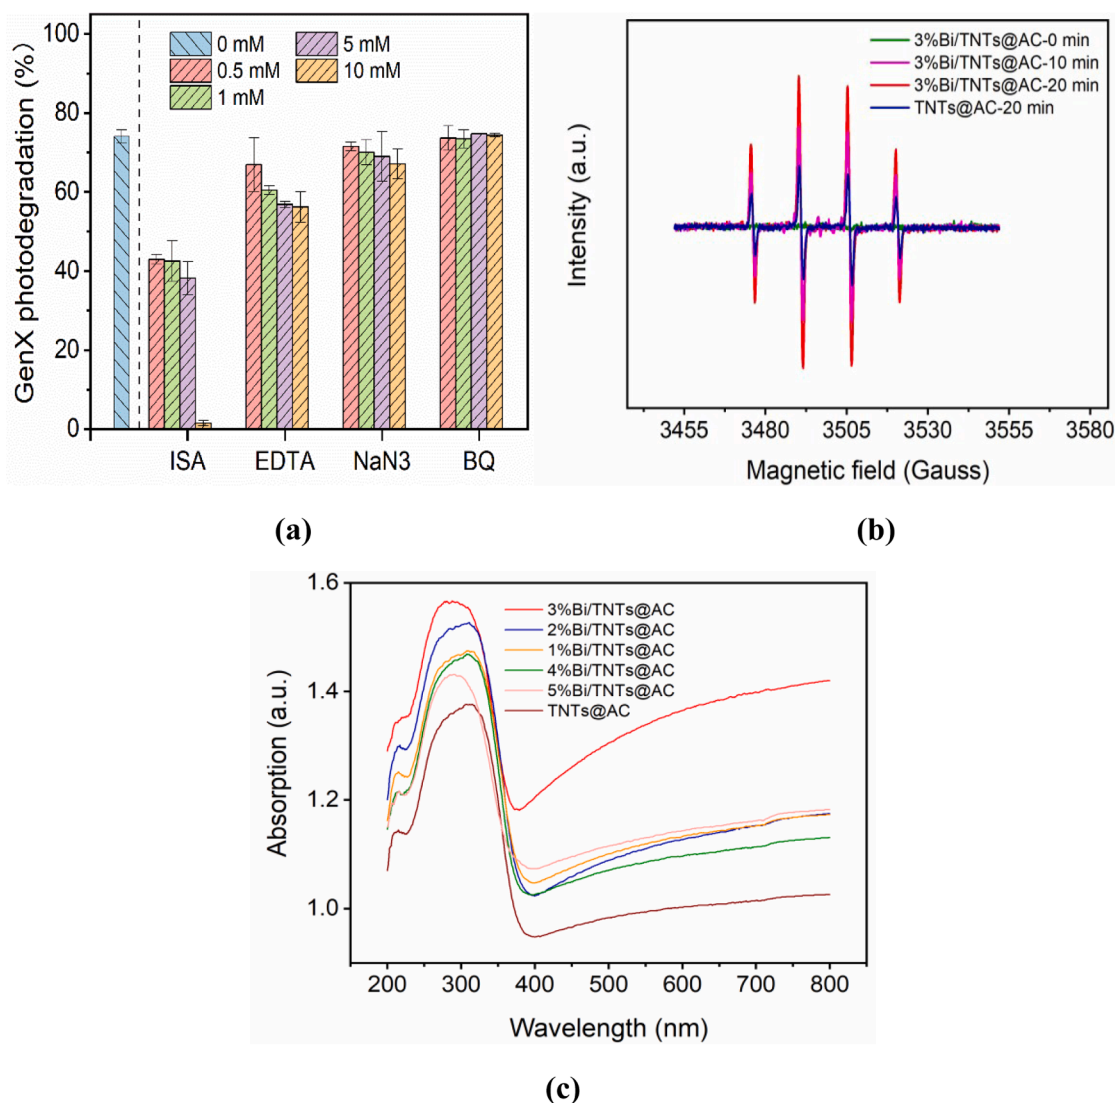 GenX photodegradation (%)
100
80
60
40
20
0
0 mM
0.5 mM
1 mM
5 mM
10 mM
ISA
EDTA
NaN3
BQ
(a)
Intensity (a.u.)
3%Bi/TNTs@AC-0 min
3%Bi/TNTs@AC-10 min
3%Bi/TNTs@AC-20 min
TNTs@AC-20 min
3455 3480 3505 3530 3555 3580
Magnetic field (Gauss)
(b)
Absorption (a.u.)
1.6
1.4
1.2
1.0
3%Bi/TNTs@AC
2%Bi/TNTs@AC
1%Bi/TNTs@AC
4%Bi/TNTs@AC
5%Bi/TNTs@AC
TNTs@AC
200 300 400 500 600 700 800
Wavelength (nm)
(c)